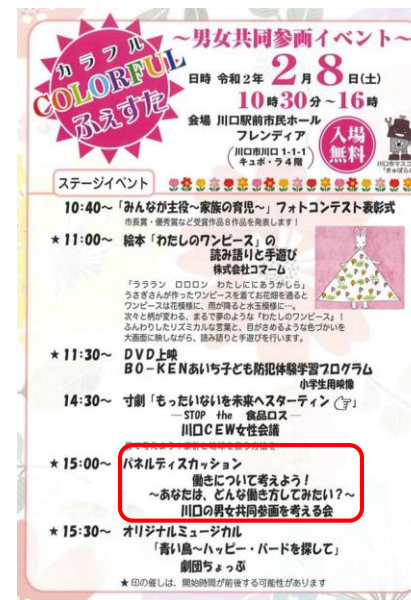 カラフル
COLORFUL
ふぇすた
～男女共同参画イベント～
日時 令和2年 2月8日(土)
10時30分～16時
会場 川口駅前市民ホール
フレンディア
(川口市川口 1-1-1
キュポ・ラ4階)
入場
無料
川口市マスコット
「きゅぽらん」
ステージイベント
10:40～「みんなが主役～家族の育児～」フォトコンテスト表彰式
市長賞・優秀賞など受賞作品8作品を発表します！
★11:00～ 絵本「わたしのワンピース」の
読み語りと手遊び
株式会社コマーム
「ラララン ロロロン わたしににあうかしら」
うさぎさんが作ったワンピースを着てお花畑を通ると
ワンピースは花模様に、雨が降ると水玉模様に…。
次々と柄が変わる、まるで夢のような『わたしのワンピース』！
ふんわりしたリズミカルな言葉と、目がさめるような色づかいを
大画面に映しながら、読み語りと手遊びを行います。
★11:30～ DVD上映
BO-KENあいち子ども防犯体験学習プログラム
小学生用映像
14:30～ 寸劇「もったいないを未来へスターティン(☞)」
―STOP the 食品ロス―
川口CEW女性会議
★15:00～ パネルディスカッション
働きについて考えよう！
～あなたは、どんな働き方してみたい？～
川口の男女共同参画を考える会
★15:30～ オリジナルミュージカル
「青い鳥～ハッピー・バードを探して」
劇団ちょっぷ
★印の催しは、開始時間が前後する可能性があります